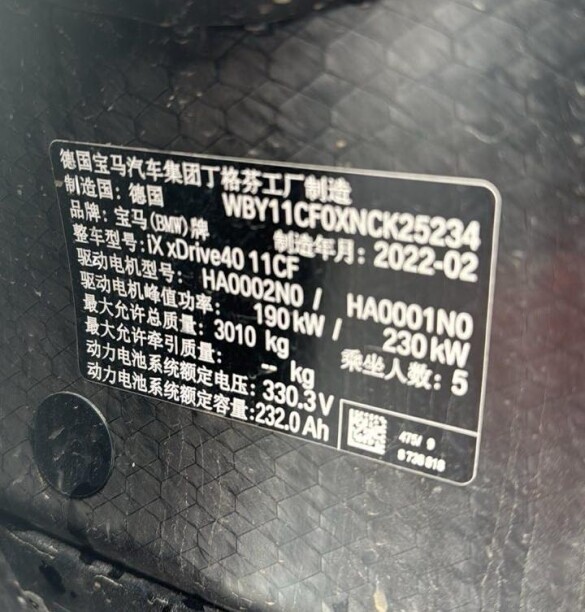 德国宝马汽车集团丁格芬工厂制造
制造国：德国 WBY11CF0XNCK25234
品牌：宝马(BMW)牌 制造年月：2022-02
整车型号：iX xDrive40 11CF
驱动电机型号：HA0002N0 / HA0001N0
驱动电机峰值功率：190 kW / 230 kW
最大允许总质量：3010 kg 乘坐人数：5
最大允许牵引质量：– kg
动力电池系统额定电压：330.3 V
动力电池系统额定容量：232.0 Ah